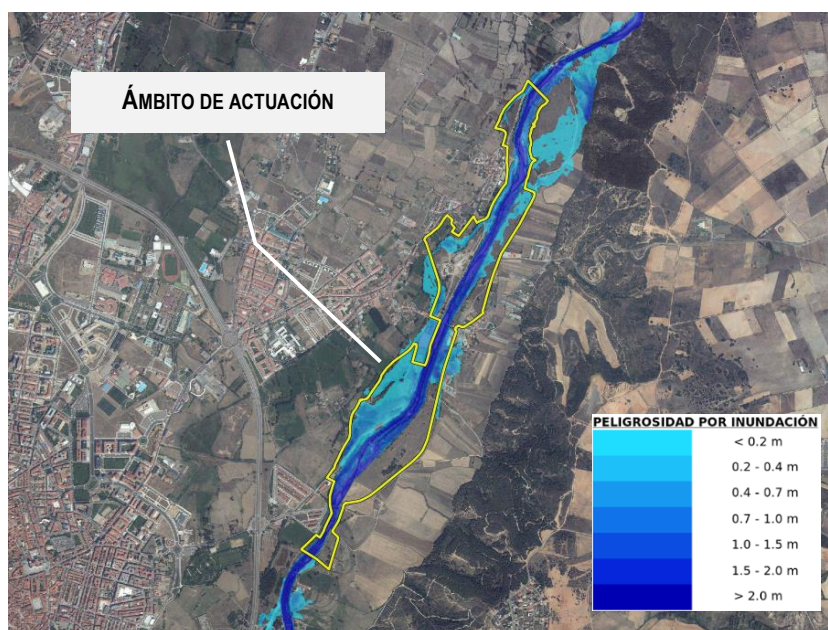 ÁMBITO DE ACTUACIÓN
PELIGROSIDAD POR INUNDACIÓN
< 0.2 m
0.2 - 0.4 m
0.4 - 0.7 m
0.7 - 1.0 m
1.0 - 1.5 m
1.5 - 2.0 m
> 2.0 m